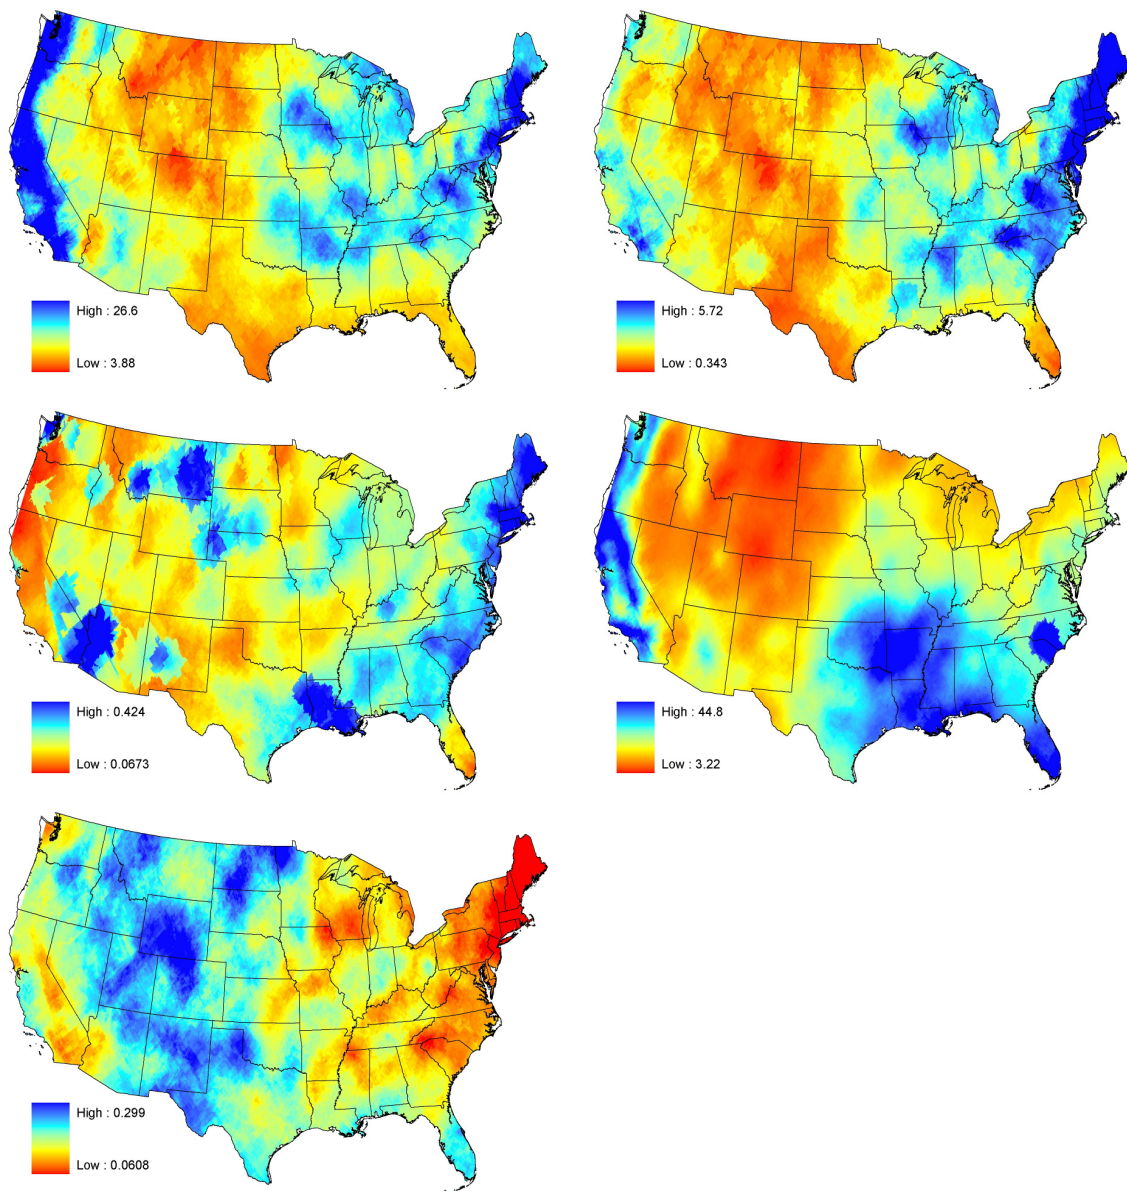 High : 26.6
Low : 3.88
High : 5.72
Low : 0.343
High : 0.424
Low : 0.0673
High : 44.8
Low : 3.22
High : 0.299
Low : 0.0608